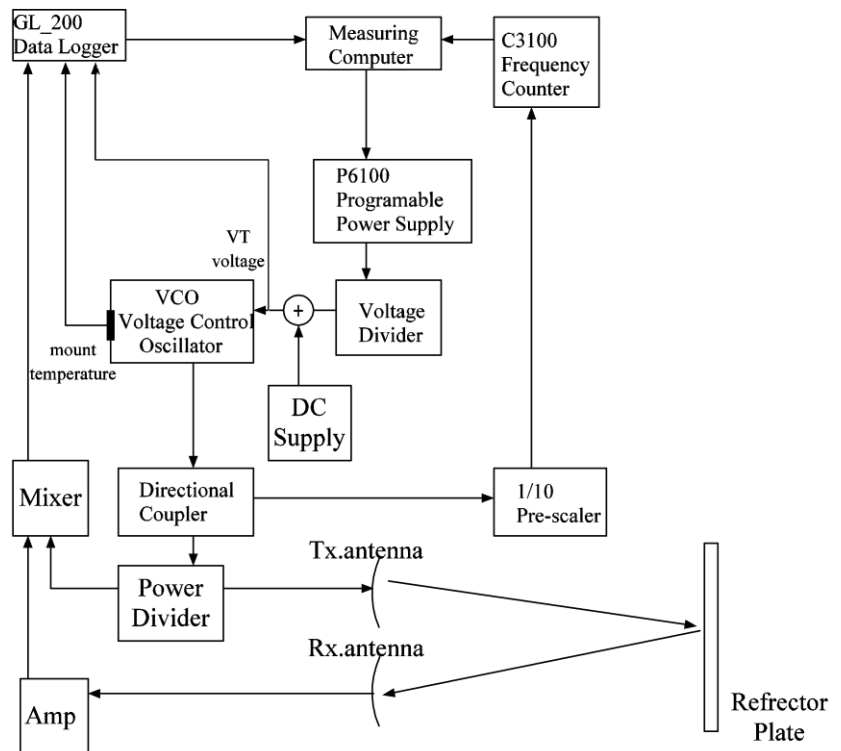 GL_200
Data Logger
Measuring
Computer
C3100
Frequency
Counter
P6100
Programable
Power Supply
VT
voltage
VCO
Voltage Control
Oscillator
+
Voltage
Divider
mount
temperature
DC
Supply
Mixer
Directional
Coupler
1/10
Pre-scaler
Tx.antenna
Power
Divider
Rx.antenna
Amp
Refrector
Plate